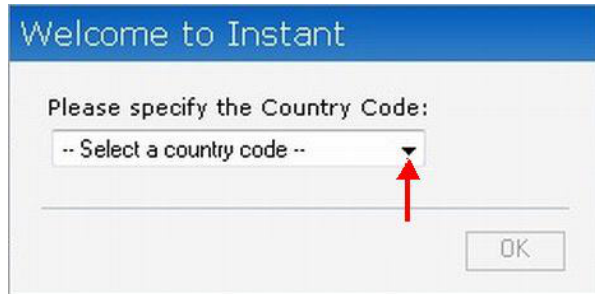 Welcome to Instant
Please specify the Country Code:
-- Select a country code --
OK